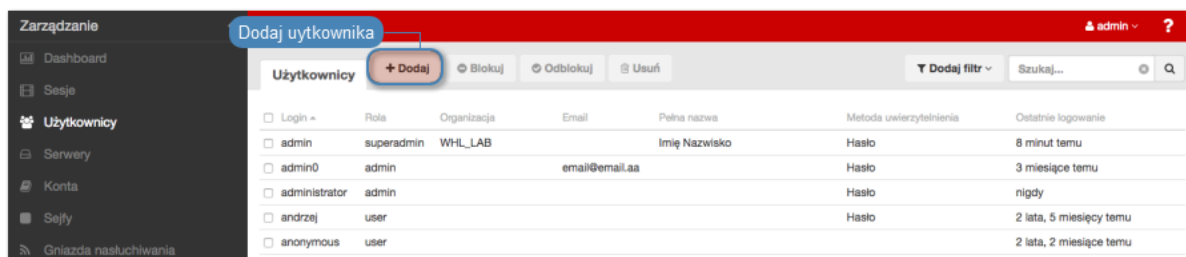 Zarządzanie
admin
?
Dodaj uytkownika
Dashboard
Sesje
Użytkownicy
Serwery
Konta
Sejfy
Gniazda nasłuchiwania
Użytkownicy
+ Dodaj
Blokuj
Odblokuj
Usuń
Dodaj filtr
Szukaj...
Login Rola Organizacja Email Pełna nazwa Metoda uwierzytelnienia Ostatnie logowanie
admin superadmin WHL_LAB Imię Nazwisko Hasło 8 minut temu
admin0 admin email@email.aa Hasło 3 miesiące temu
administrator admin Hasło nigdy
andrzej user Hasło 2 lata, 5 miesięcy temu
anonymous user 2 lata, 2 miesiące temu